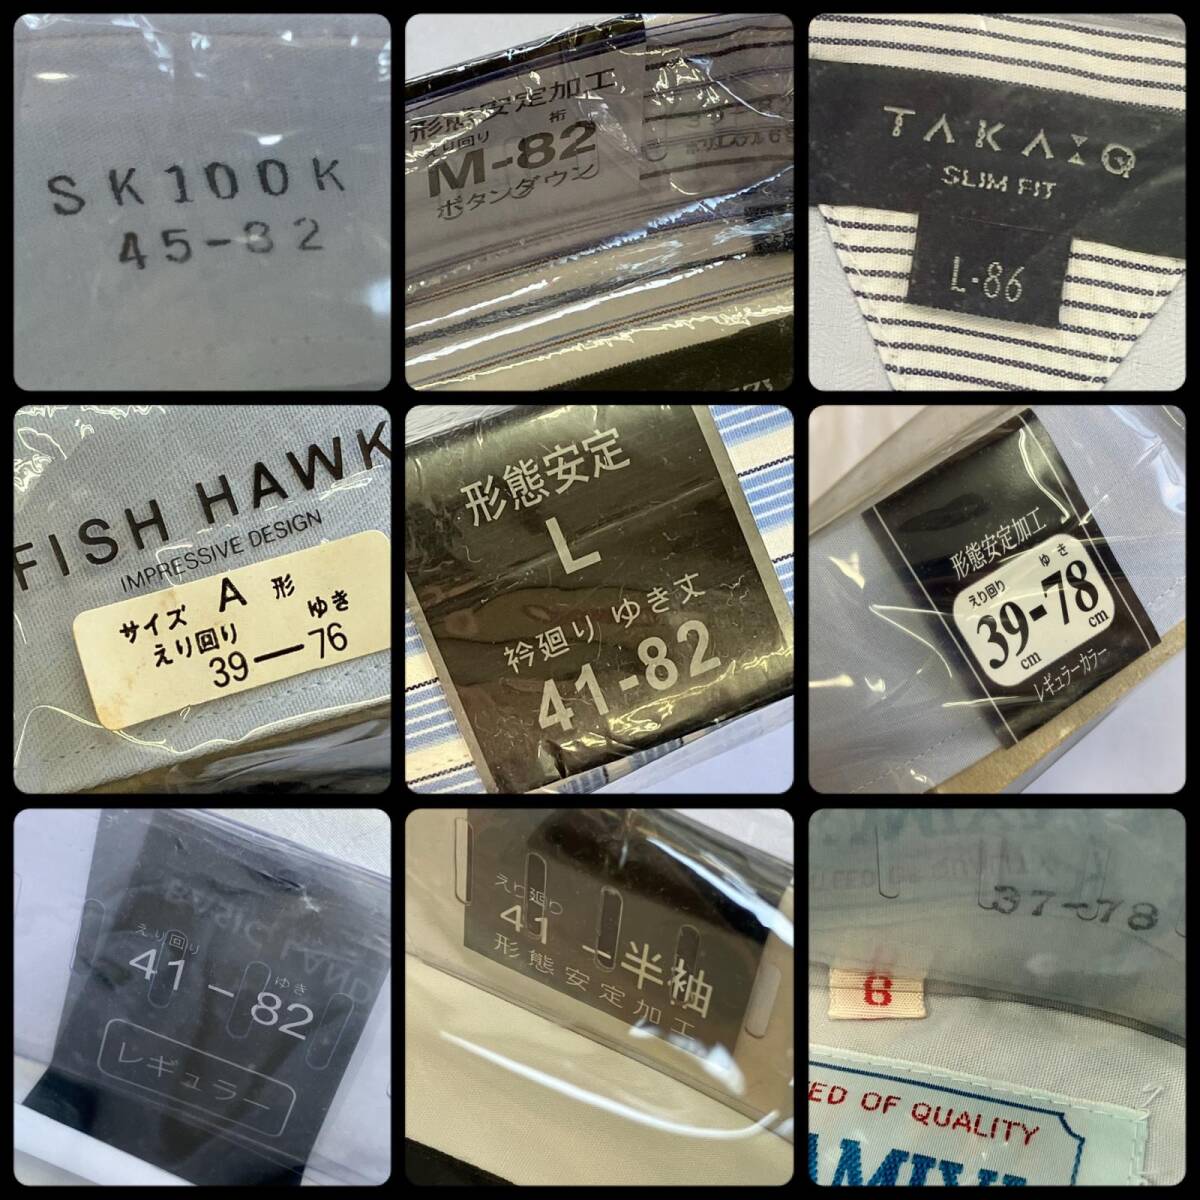 SK100K
45-82
形態安定加工
えり回り 裄
M-82
ボタンダウン
TAKA:Q
SLIM FIT
L-86
FISH HAWK
IMPRESSIVE DESIGN
サイズ A 形
えり回り ゆき
39—76
形態安定
L
衿廻り ゆき丈
41-82
形態安定加工
えり回り ゆき
39-78
cm cm
レギュラーカラー
えり回り ゆき
41-82
レギュラー
えり廻り
41-半袖
形態安定加工
37-78
8
OF QUALITY